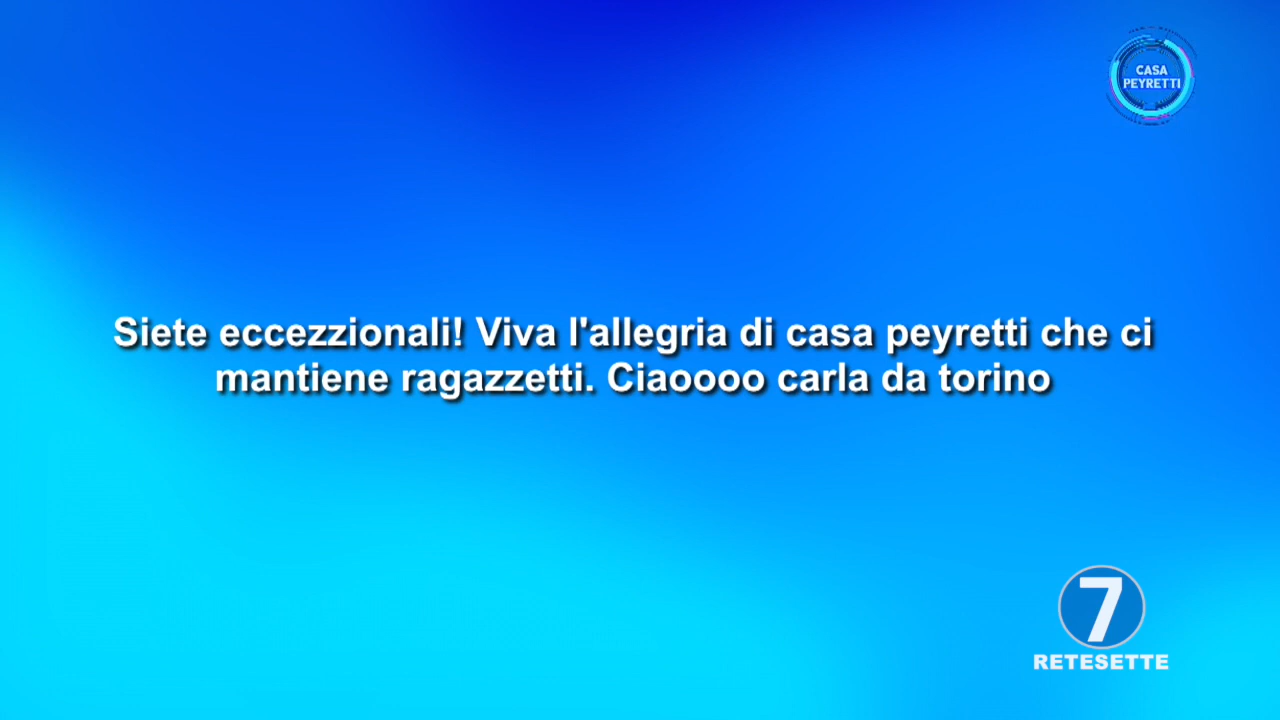 CASA
PEYRETTI
Siete eccezzionali! Viva l'allegria di casa peyretti che ci
mantiene ragazzetti. Ciaoooo carla da torino
7
RETESETTE